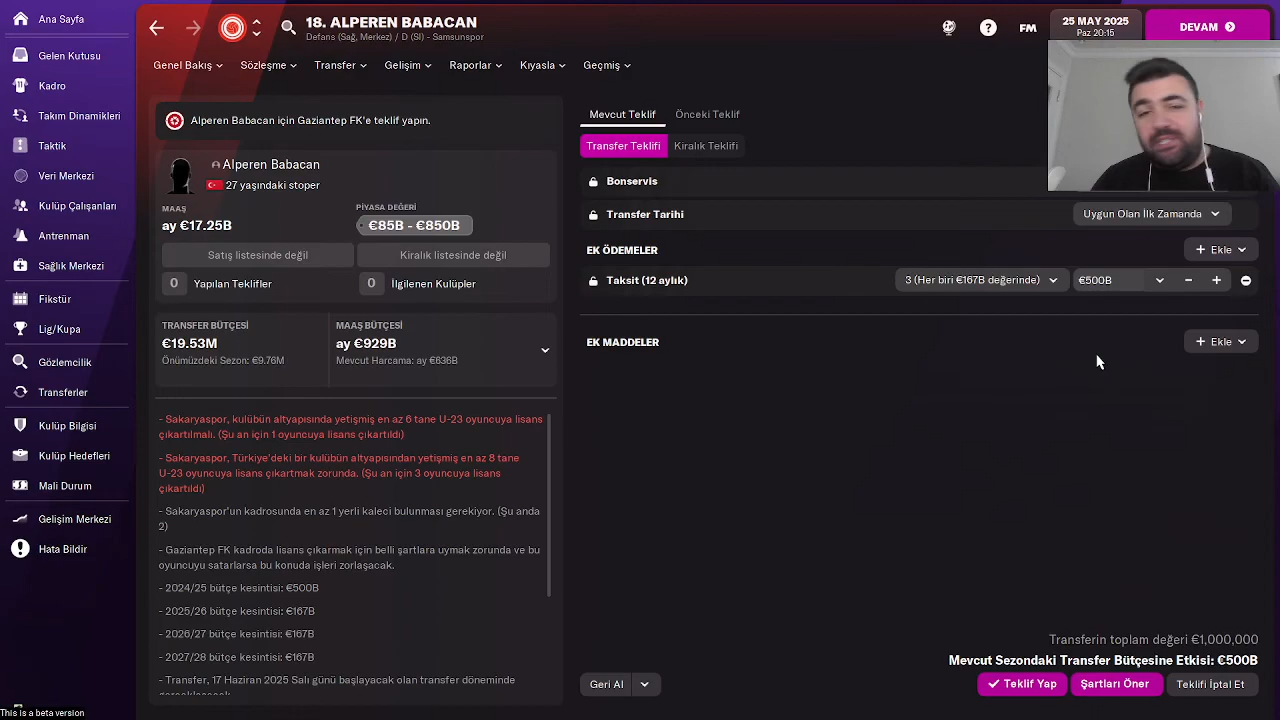 Ana Sayfa
Gelen Kutusu
Kadro
Takım Dinamikleri
Taktik
Veri Merkezi
Kulüp Çalışanları
Antrenman
Sağlık Merkezi
Fikstür
Lig/Kupa
Gözlemcilik
Transferler
Kulüp Bilgisi
Kulüp Hedefleri
Mali Durum
Gelişim Merkezi
Hata Bildir
This is a beta version
18. ALPEREN BABACAN
Defans (Sağ, Merkez) / D (SI) - Samsunspor
FM
25 MAY 2025
Paz 20:15
DEVAM
Genel Bakış
Sözleşme
Transfer
Gelişim
Raporlar
Kıyasla
Geçmiş
Alperen Babacan için Gaziantep FK'e teklif yapın.
Alperen Babacan
27 yaşındaki stoper
MAAŞ
ay €17.25B
PİYASA DEĞERİ
€85B - €850B
Satış listesinde değil
Kiralık listesinde değil
0 Yapılan Teklifler
0 İlgilenen Kulüpler
TRANSFER BÜTÇESİ
€19.53M
Önümüzdeki Sezon: €9.76M
MAAŞ BÜTÇESİ
ay €929B
Mevcut Harcama: ay €636B
- Sakaryaspor, kulübün altyapısında yetişmiş en az 6 tane U-23 oyuncuya lisans
çıkartılmalı. (Şu an için 1 oyuncuya lisans çıkartıldı)
- Sakaryaspor, Türkiye'deki bir kulübün altyapısından yetişmiş en az 8 tane
U-23 oyuncuya lisans çıkartmak zorunda. (Şu an için 3 oyuncuya lisans
çıkartıldı)
- Sakaryaspor'un kadrosunda en az 1 yerli kaleci bulunması gerekiyor. (Şu anda
2)
- Gaziantep FK kadroda lisans çıkarmak için belli şartlara uymak zorunda ve bu
oyuncuyu satarlarsa bu konuda işleri zorlaşacak.
- 2024/25 bütçe kesintisi: €500B
- 2025/26 bütçe kesintisi: €167B
- 2026/27 bütçe kesintisi: €167B
- 2027/28 bütçe kesintisi: €167B
- Transfer, 17 Haziran 2025 Salı günü başlayacak olan transfer döneminde
gerçekleşecek.
Mevcut Teklif
Önceki Teklif
Transfer Teklifi
Kiralık Teklifi
Bonservis
Transfer Tarihi
Uygun Olan İlk Zamanda
EK ÖDEMELER
Ekle
Taksit (12 aylık)
3 (Her biri €167B değerinde)
€500B
EK MADDELER
Ekle
Transferin toplam değeri €1,000,000
Mevcut Sezondaki Transfer Bütçesine Etkisi: €500B
Geri Al
Teklif Yap
Şartları Öner
Teklifi İptal Et